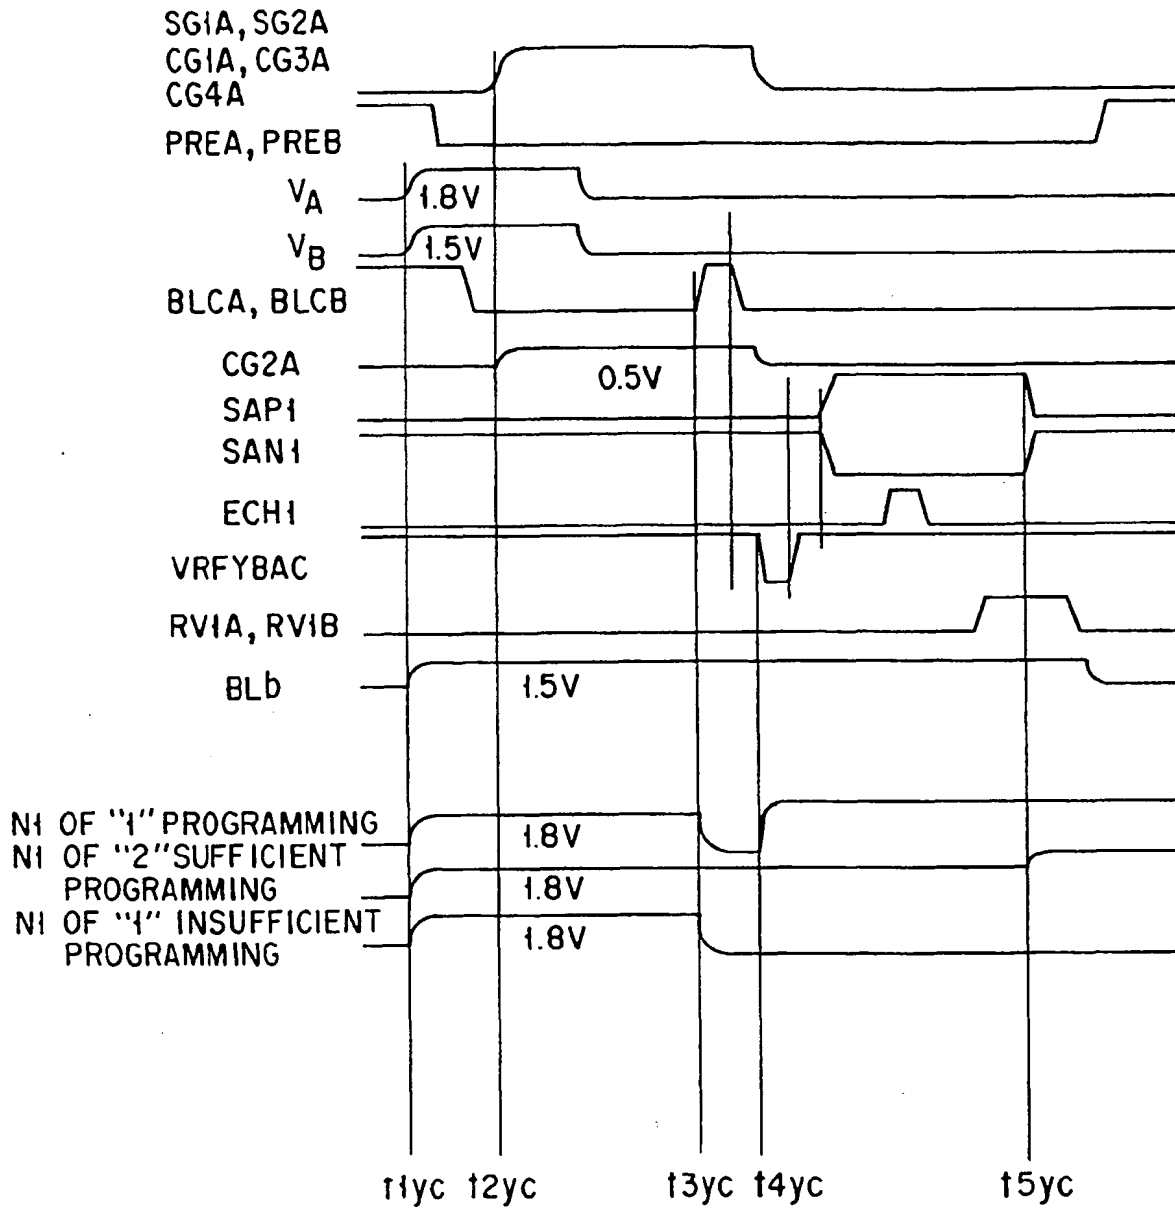 SG1A, SG2A
CG1A, CG3A
CG4A
PREA, PREB
VA
1.8V
VB
1.5V
BLCA, BLCB
CG2A
0.5V
SAP1
SAN1
ECH1
VRFYBAC
RV1A, RV1B
BLb
1.5V
N1 OF "1" PROGRAMMING
1.8V
N1 OF "2" SUFFICIENT
PROGRAMMING
1.8V
N1 OF "1" INSUFFICIENT
PROGRAMMING
1.8V
t1yc t2yc t3yc t4yc t5yc